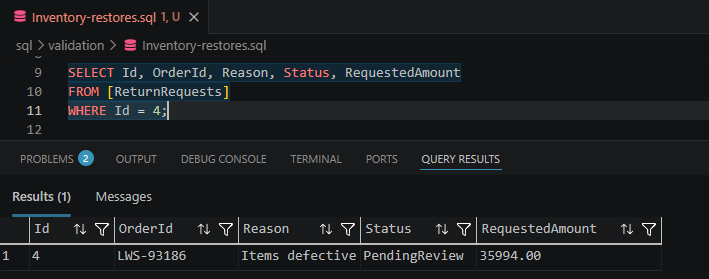 Inventory-restores.sql 1, U
sql > validation > Inventory-restores.sql
9 SELECT Id, OrderId, Reason, Status, RequestedAmount
10 FROM [ReturnRequests]
11 WHERE Id = 4;
12
PROBLEMS 2 OUTPUT DEBUG CONSOLE TERMINAL PORTS QUERY RESULTS
Results (1) Messages
Id OrderId Reason Status RequestedAmount
1 4 LWS-93186 Items defective PendingReview 35994.00